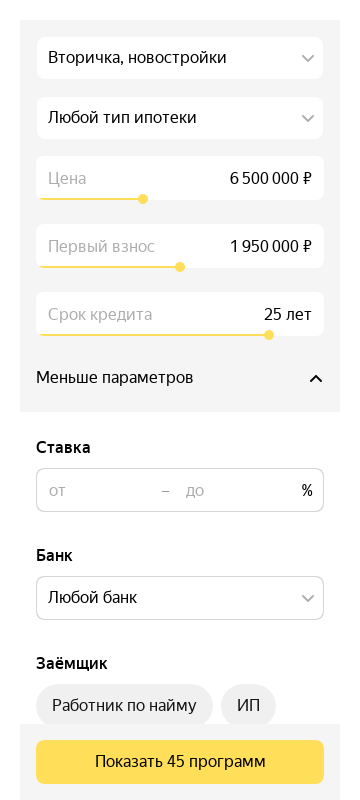 Вторичка, новостройки
Любой тип ипотеки
Цена 6 500 000 ₽
Первый взнос 1 950 000 ₽
Срок кредита 25 лет
Меньше параметров
Ставка
от – до %
Банк
Любой банк
Заёмщик
Работник по найму ИП
Показать 45 программ